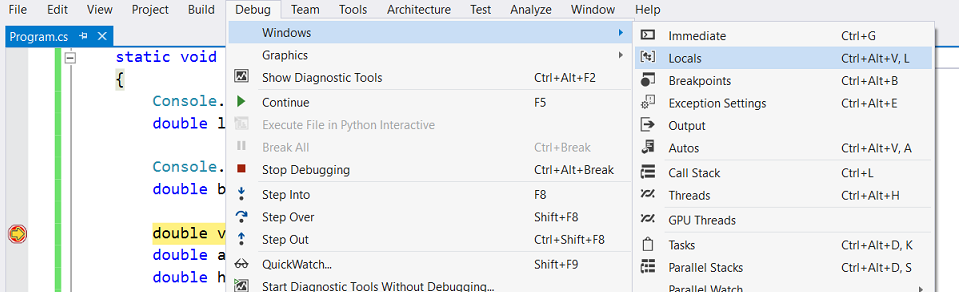 File Edit View Project Build Debug Team Tools Architecture Test Analyze Window Help
Program.cs
static void
{
Console.
double l
Console.
double b
double v
double a
double h
Windows
Graphics
Show Diagnostic Tools Ctrl+Alt+F2
Continue F5
Execute File in Python Interactive
Break All Ctrl+Break
Stop Debugging Ctrl+Alt+Break
Step Into F8
Step Over Shift+F8
Step Out Ctrl+Shift+F8
QuickWatch... Shift+F9
Start Diagnostic Tools Without Debugging...
Immediate Ctrl+G
Locals Ctrl+Alt+V, L
Breakpoints Ctrl+Alt+B
Exception Settings Ctrl+Alt+E
Output
Autos Ctrl+Alt+V, A
Call Stack Ctrl+L
Threads Ctrl+Alt+H
GPU Threads
Tasks Ctrl+Alt+D, K
Parallel Stacks Ctrl+Alt+D, S
Parallel Watch